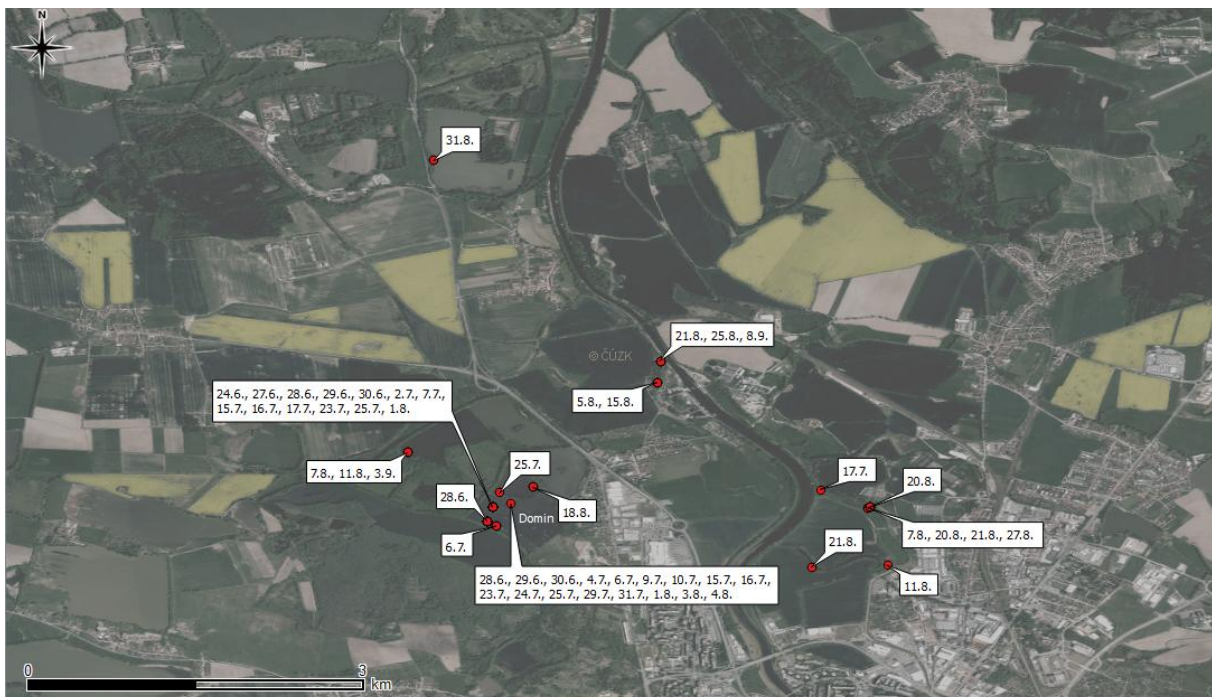 N
31.8.
© ČÚZK
21.8., 25.8., 8.9.
5.8., 15.8.
24.6., 27.6., 28.6., 29.6., 30.6., 2.7., 7.7.,
15.7., 16.7., 17.7., 23.7., 25.7., 1.8.
7.8., 11.8., 3.9.
25.7.
17.7.
20.8.
28.6.
18.8.
Domin
6.7.
7.8., 20.8., 21.8., 27.8.
21.8.
11.8.
28.6., 29.6., 30.6., 4.7., 6.7., 9.7., 10.7., 15.7., 16.7.,
23.7., 24.7., 25.7., 29.7., 31.7., 1.8., 3.8., 4.8.
0
3
km